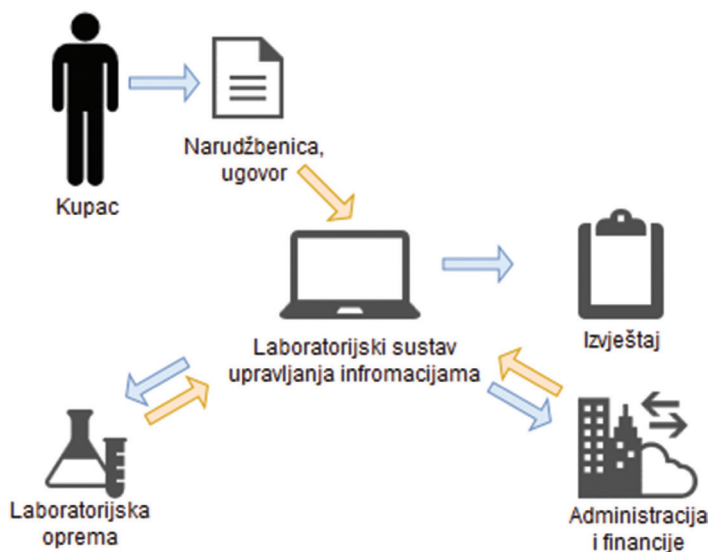 Narudžbenica,
ugovor
Kupac
Laboratorijski sustav
upravljanja infromacijama
Izvještaj
Laboratorijska
oprema
Administracija
i financije